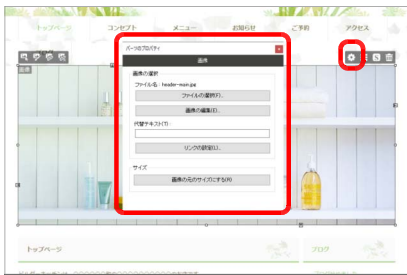 トップページ コンセプト メニュー お知らせ ご予約 アクセス
パーツのプロパティ
画像
画像
画像の選択
ファイル名: header-main.jpg
ファイルの選択(F)...
画像の編集(E)...
代替テキスト(T):
リンクの設定(L)...
サイズ
画像の元のサイズにする(R)
トップページ ブログ